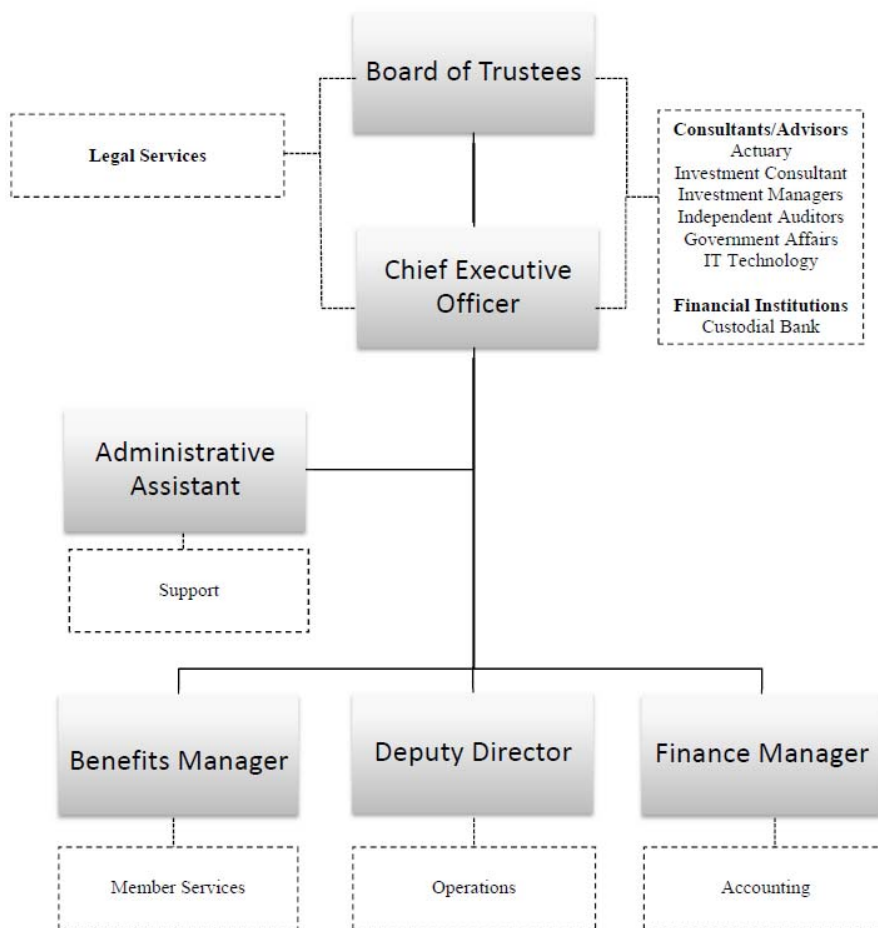 Board of Trustees
Legal Services
Consultants/Advisors
Actuary
Investment Consultant
Investment Managers
Independent Auditors
Government Affairs
IT Technology
Financial Institutions
Custodial Bank
Chief Executive
Officer
Administrative
Assistant
Support
Benefits Manager
Deputy Director
Finance Manager
Member Services
Operations
Accounting